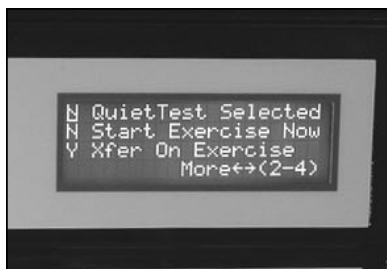 N QuietTest Selected
N Start Exercise Now
Y Xfer On Exercise
More←→(2-4)